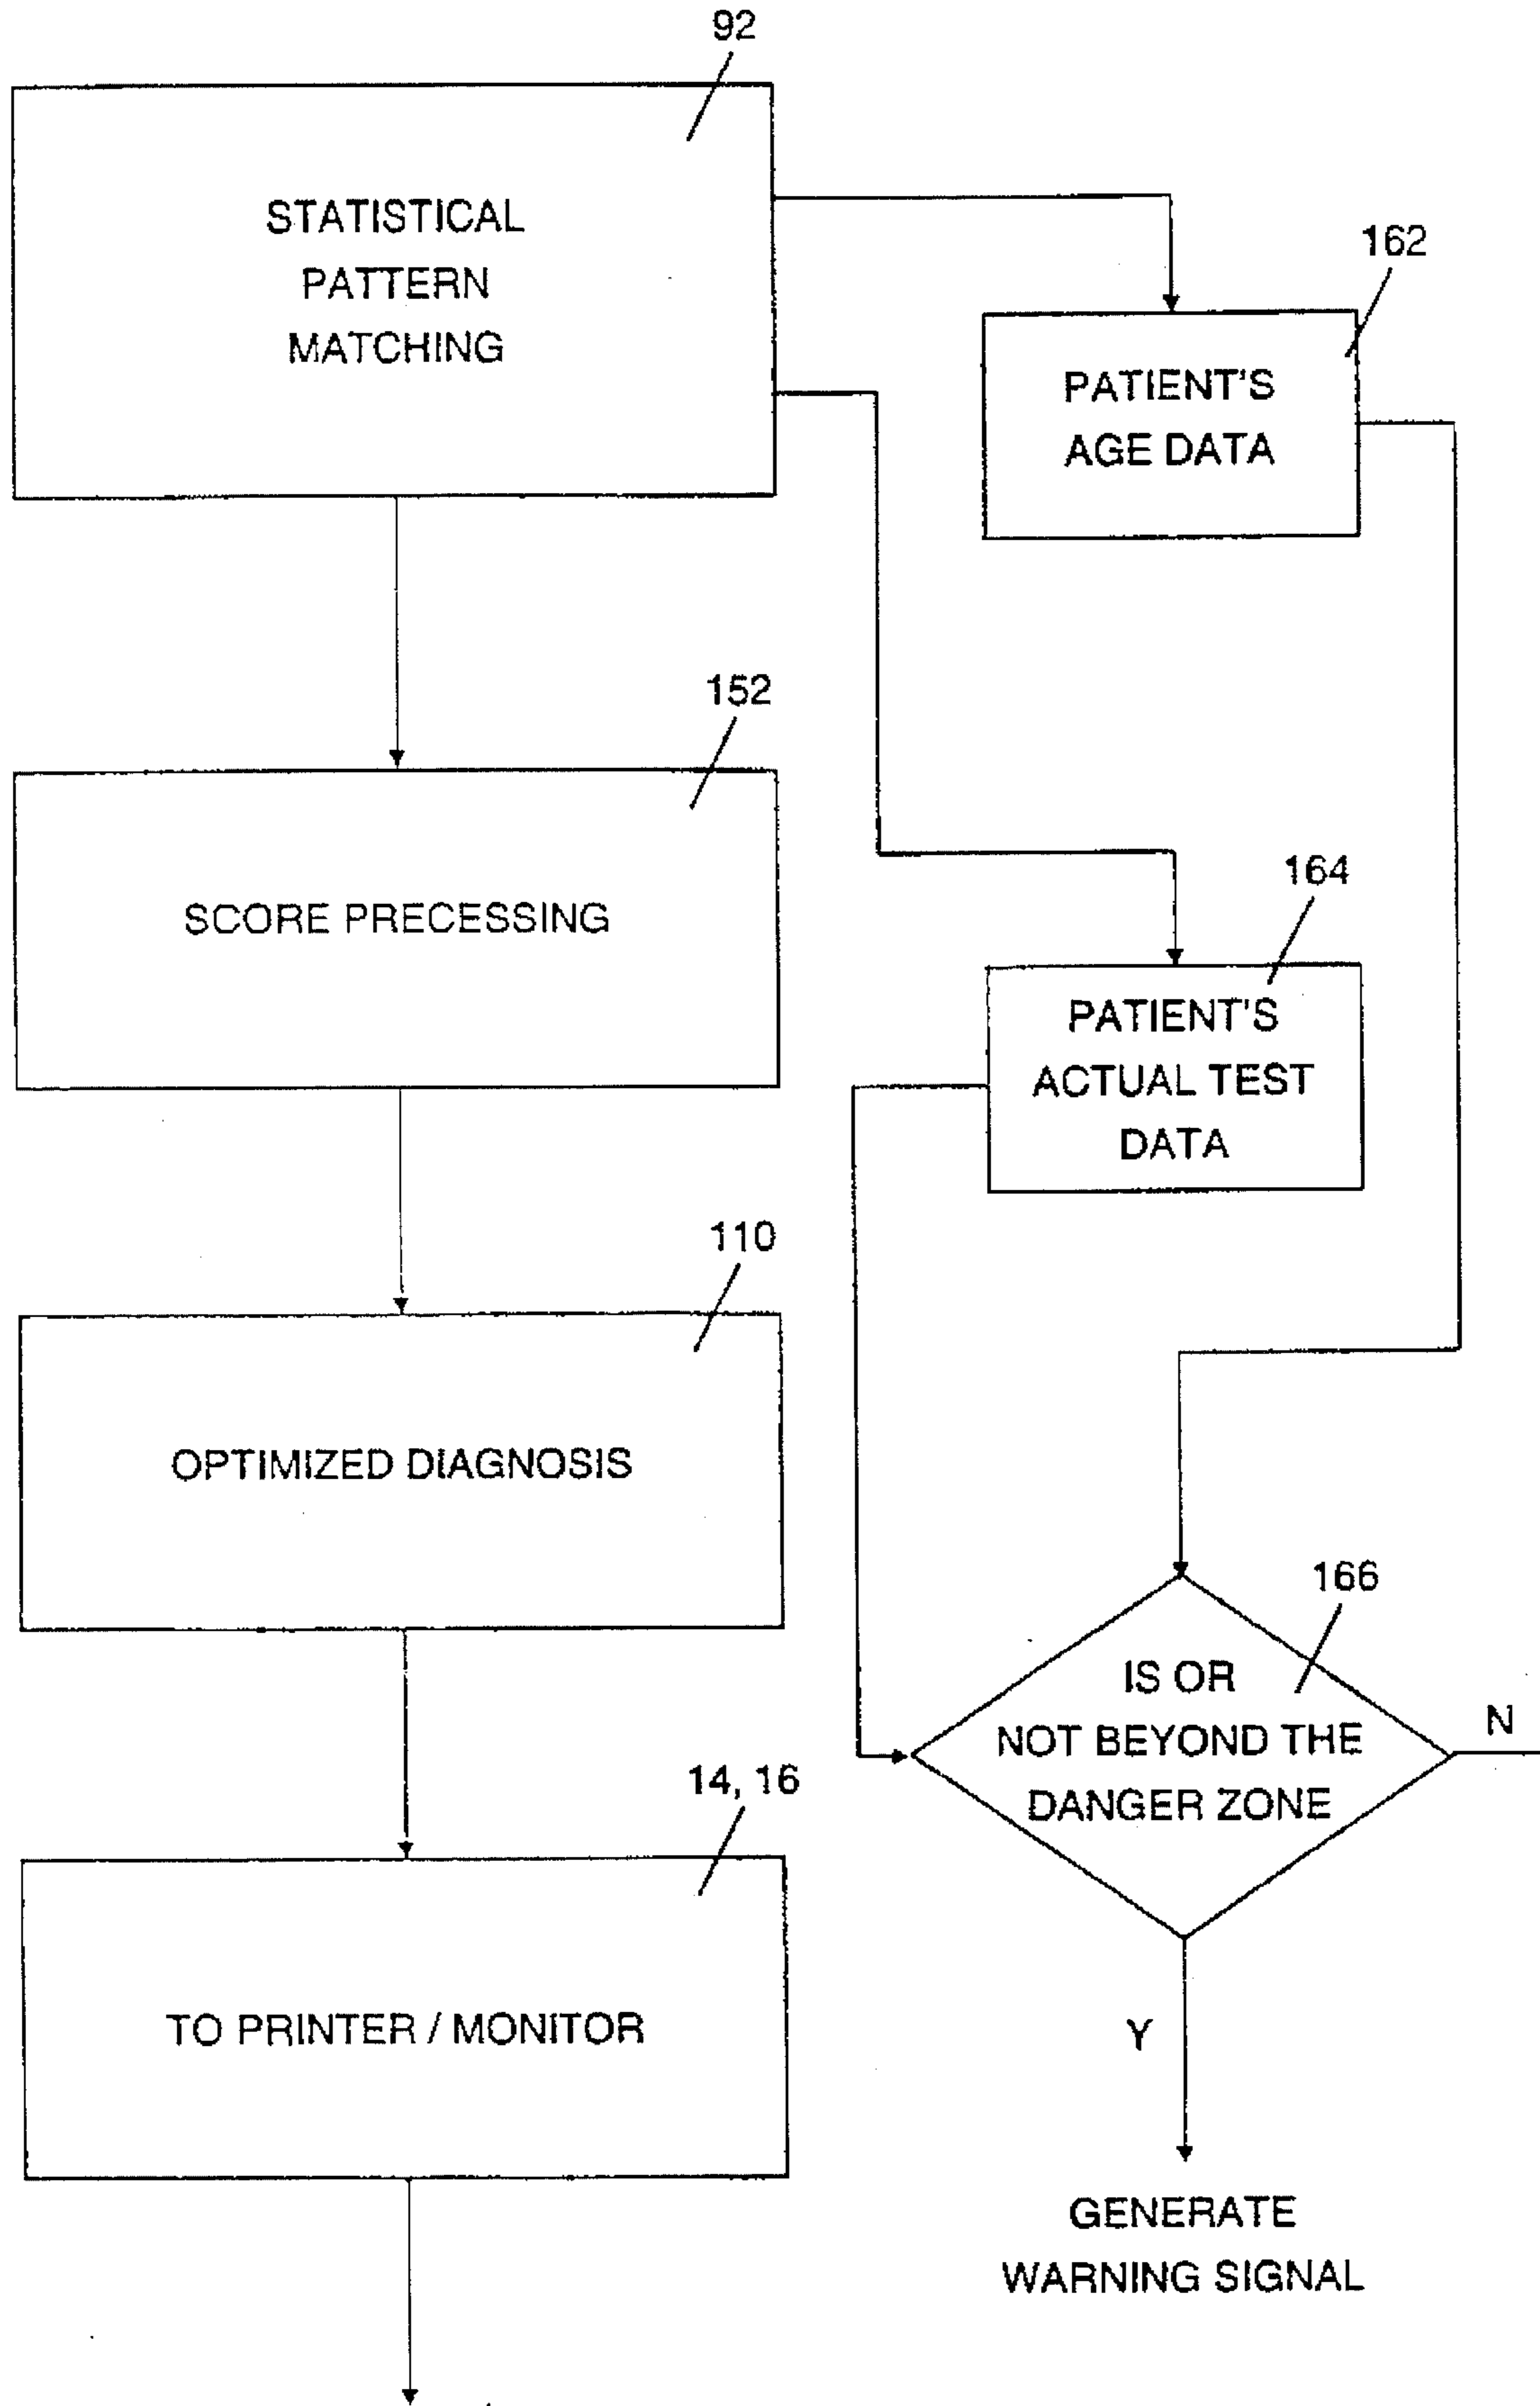 92
STATISTICAL
PATTERN
MATCHING
162
PATIENT'S
AGE DATA
152
SCORE PRECESSING
164
PATIENT'S
ACTUAL TEST
DATA
110
OPTIMIZED DIAGNOSIS
166
IS OR
NOT BEYOND THE
DANGER ZONE
N
14, 16
TO PRINTER / MONITOR
Y
GENERATE
WARNING SIGNAL